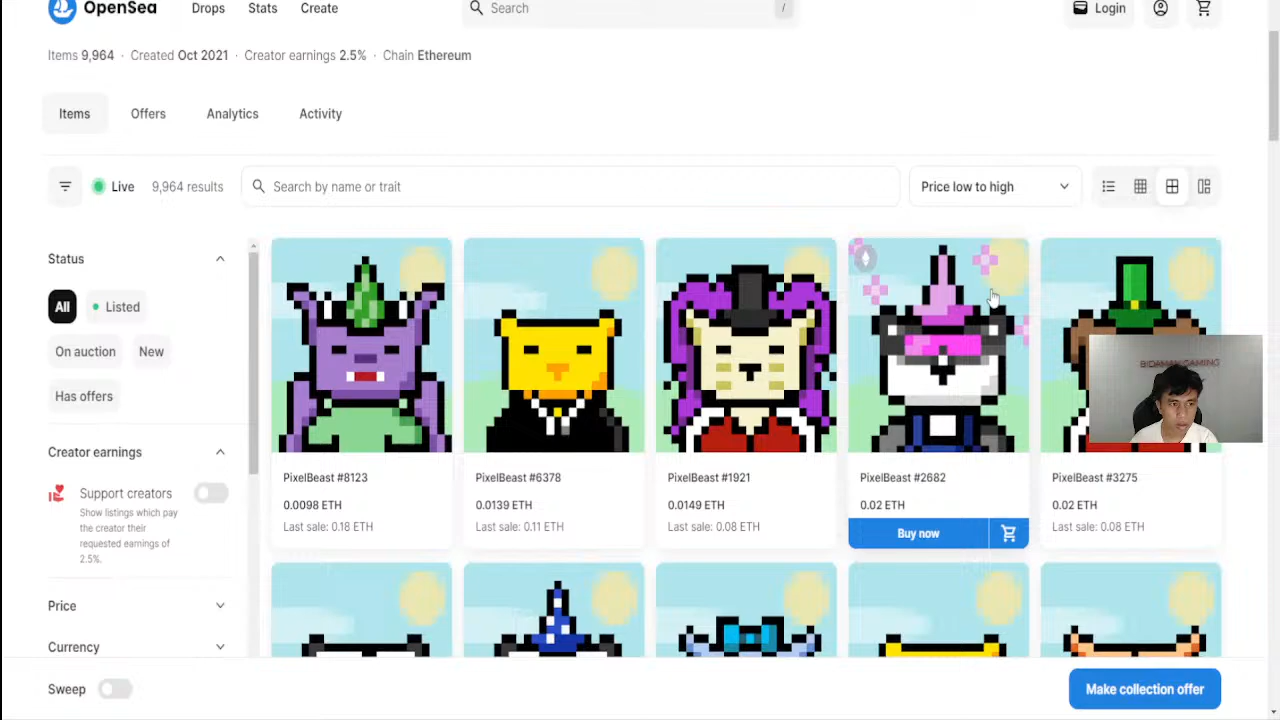 OpenSea Drops Stats Create Search / Login
Items 9,964 · Created Oct 2021 · Creator earnings 2.5% · Chain Ethereum
Items Offers Analytics Activity
Live 9,964 results Search by name or trait Price low to high
Status
All Listed
On auction New
Has offers
Creator earnings
Support creators
Show listings which pay
the creator their
requested earnings of
2.5%.
Price
Currency
PixelBeast #8123
0.0098 ETH
Last sale: 0.18 ETH
PixelBeast #6378
0.0139 ETH
Last sale: 0.11 ETH
PixelBeast #1921
0.0149 ETH
Last sale: 0.08 ETH
PixelBeast #2682
0.02 ETH
Buy now
PixelBeast #3275
0.02 ETH
Last sale: 0.08 ETH
BIDAMAN GAMING
Sweep
Make collection offer